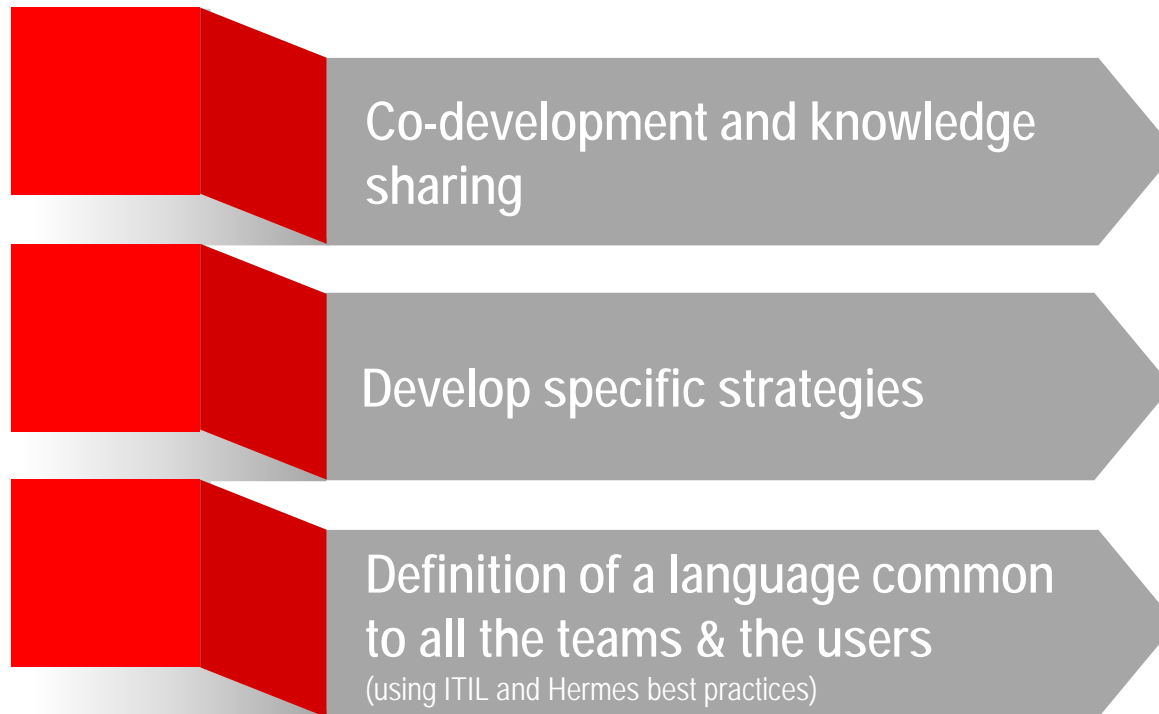 Co-development and knowledge
sharing
Develop specific strategies
Definition of a language common
to all the teams & the users
(using ITIL and Hermes best practices)